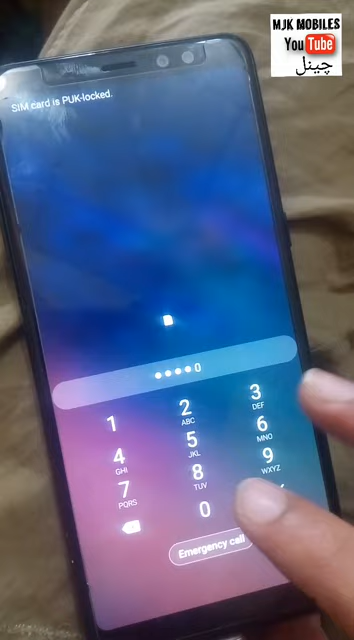 MJK MOBILES
YouTube
چینل
SIM card is PUK-locked.
••••0
1
2 ABC
3 DEF
4 GHI
5 JKL
6 MNO
7 PQRS
8 TUV
9 WXYZ
0
Emergency call